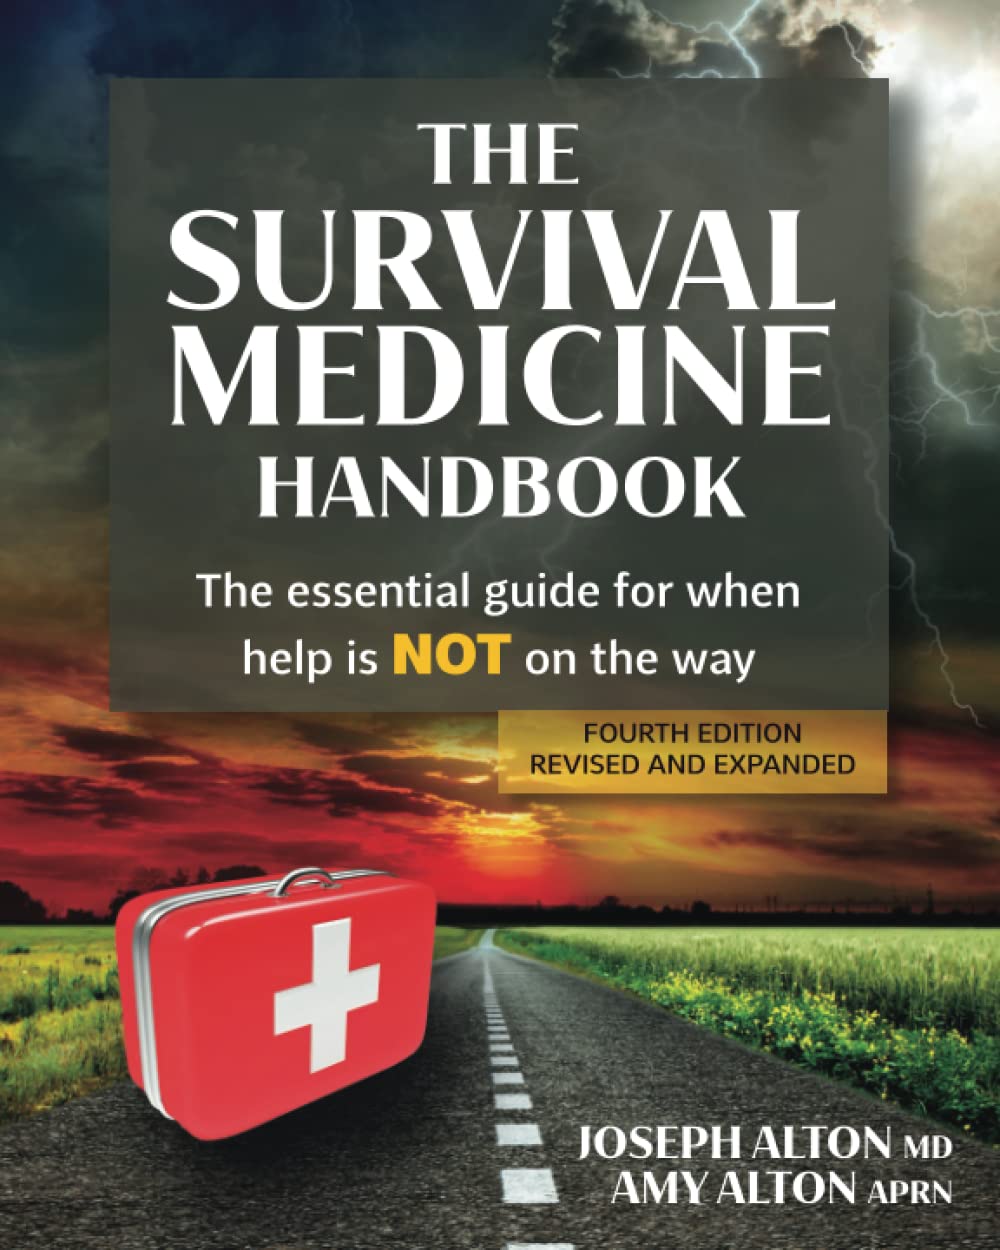 THE
SURVIVAL
MEDICINE
HANDBOOK
The essential guide for when
help is NOT on the way
FOURTH EDITION
REVISED AND EXPANDED
JOSEPH ALTON MD
AMY ALTON APRN